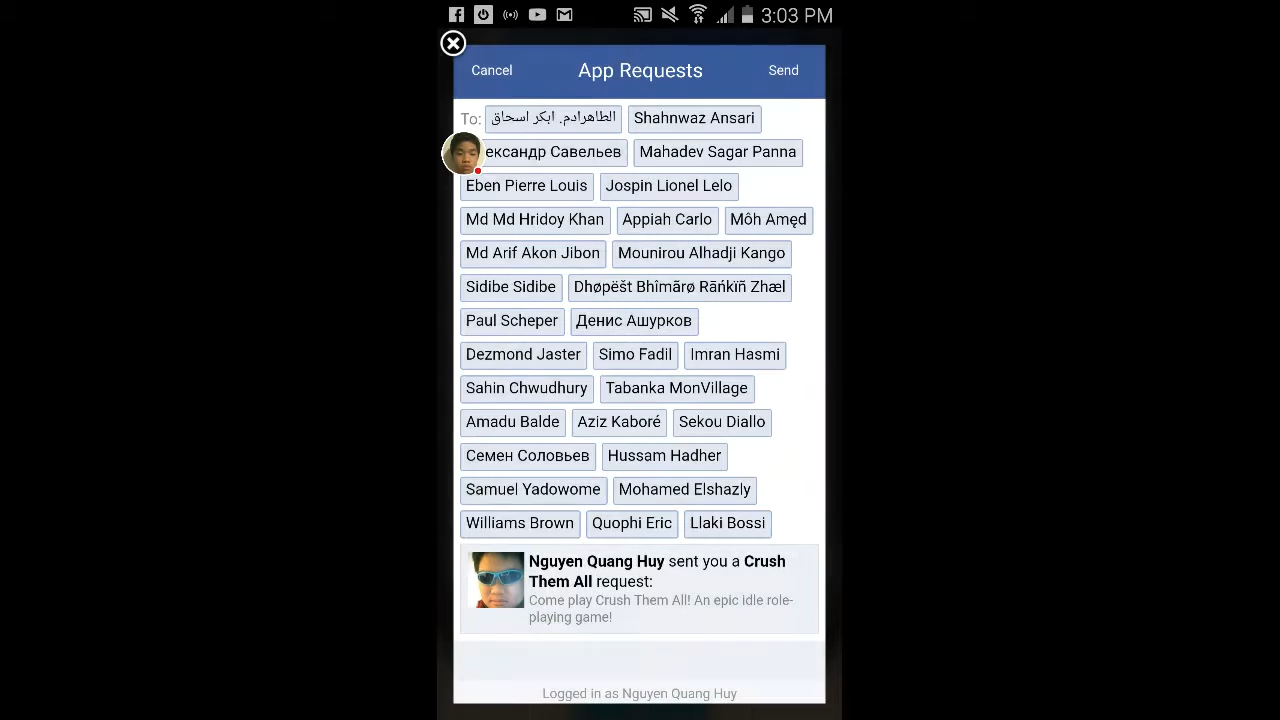 3:03 PM
Cancel App Requests Send
To: الطاهرادم. ابكر اسحاق Shahnwaz Ansari
ександр Савельев Mahadev Sagar Panna
Eben Pierre Louis Jospin Lionel Lelo
Md Md Hridoy Khan Appiah Carlo Môh Amęd
Md Arif Akon Jibon Mounirou Alhadji Kango
Sidibe Sidibe Dhøpëšt Bhîmãrø Rāńkïñ Zhæl
Paul Scheper Денис Ашурков
Dezmond Jaster Simo Fadil Imran Hasmi
Sahin Chwudhury Tabanka MonVillage
Amadu Balde Aziz Kaboré Sekou Diallo
Семен Соловьев Hussam Hadher
Samuel Yadowome Mohamed Elshazly
Williams Brown Quophi Eric Llaki Bossi
Nguyen Quang Huy sent you a Crush
Them All request:
Come play Crush Them All! An epic idle role-
playing game!
Logged in as Nguyen Quang Huy